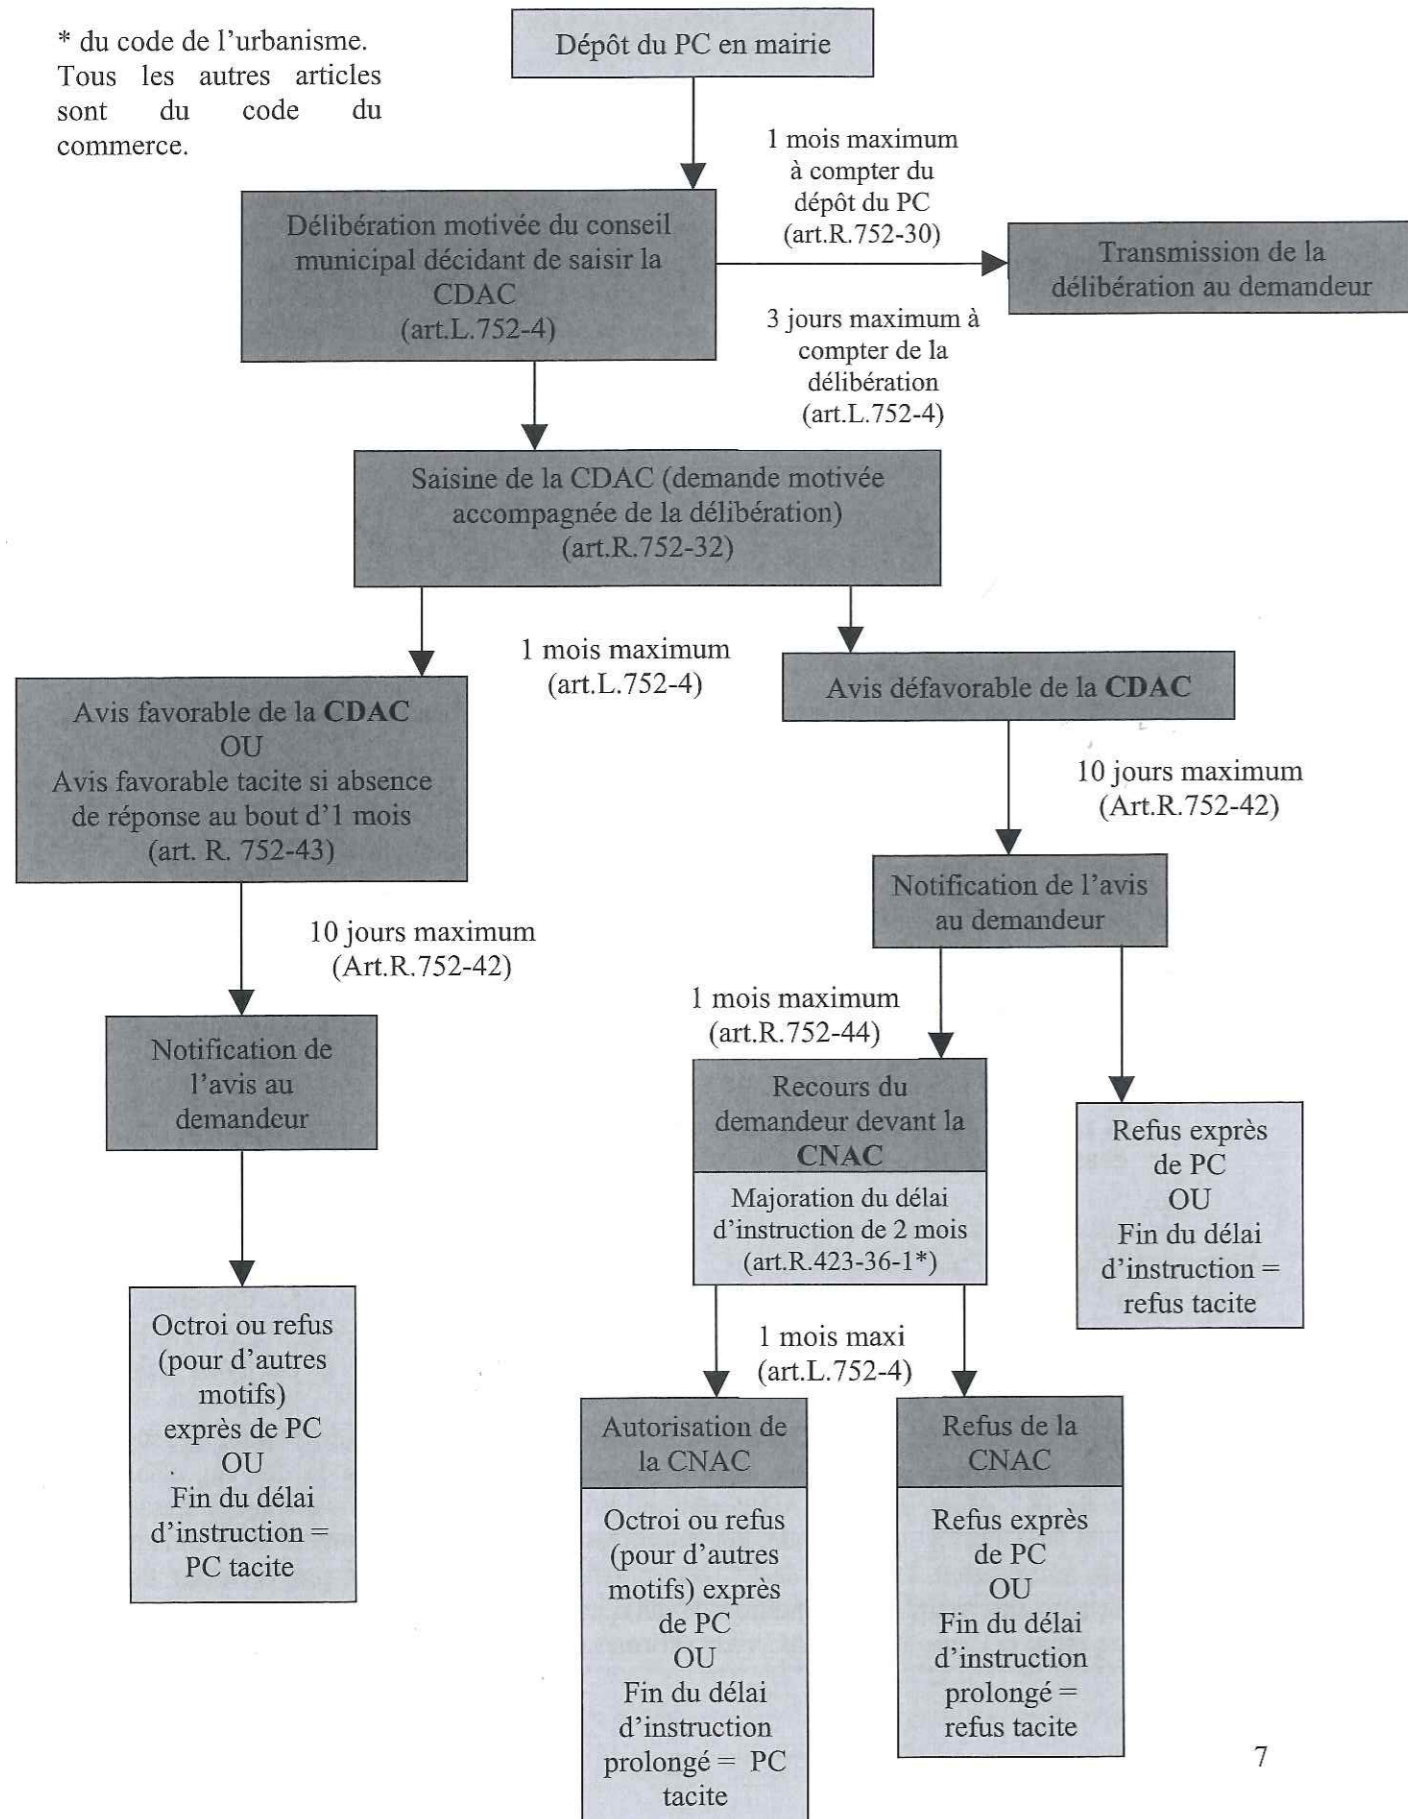 * du code de l'urbanisme.
Tous les autres articles
sont du code du
commerce.
Dépôt du PC en mairie
1 mois maximum
à compter du
dépôt du PC
(art.R.752-30)
Délibération motivée du conseil
municipal décidant de saisir la
CDAC
(art.L.752-4)
Transmission de la
délibération au demandeur
3 jours maximum à
compter de la
délibération
(art.L.752-4)
Saisine de la CDAC (demande motivée
accompagnée de la délibération)
(art.R.752-32)
1 mois maximum
(art.L.752-4)
Avis favorable de la CDAC
OU
Avis favorable tacite si absence
de réponse au bout d'1 mois
(art. R. 752-43)
Avis défavorable de la CDAC
10 jours maximum
(Art.R.752-42)
Notification de l'avis
au demandeur
10 jours maximum
(Art.R.752-42)
Notification de
l'avis au
demandeur
1 mois maximum
(art.R.752-44)
Recours du
demandeur devant la
CNAC
Majoration du délai
d'instruction de 2 mois
(art.R.423-36-1*)
Refus exprès
de PC
OU
Fin du délai
d'instruction =
refus tacite
Octroi ou refus
(pour d'autres
motifs)
exprès de PC
OU
Fin du délai
d'instruction =
PC tacite
1 mois maxi
(art.L.752-4)
Autorisation de
la CNAC
Octroi ou refus
(pour d'autres
motifs) exprès
de PC
OU
Fin du délai
d'instruction
prolongé = PC
tacite
Refus de la
CNAC
Refus exprès
de PC
OU
Fin du délai
d'instruction
prolongé =
refus tacite
7